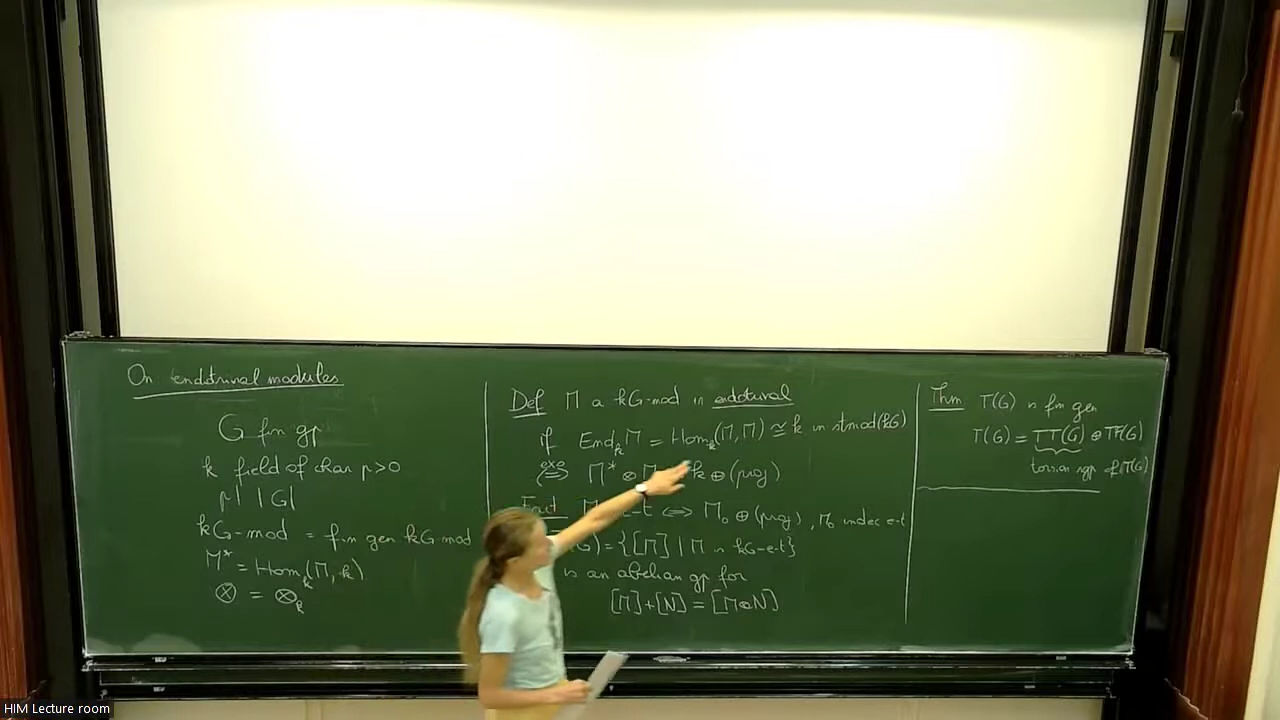 On endotrivial modules
G fin gp
k field of char p>0
p | |G|
kG-mod = fin gen kG-mod
M* = Hom_k(M, k)
⊗ = ⊗_k
Def M a kG-mod is endotrivial
if End_k M = Hom_k(M, M) ≅ k in stmod(kG)
⟺ M* ⊗ k ⊕ (proj)
Fact M e-t ⟺ M_0 ⊕ (proj), M_0 indec e-t
(G) = {[M] | M is kG-e-t}
is an abelian gp for
[M]+[N] = [M⊗N]
Thm T(G) is fin gen
T(G) = TT(G) ⊕ TF(G)
torsion sgp of T(G)
HIM Lecture room